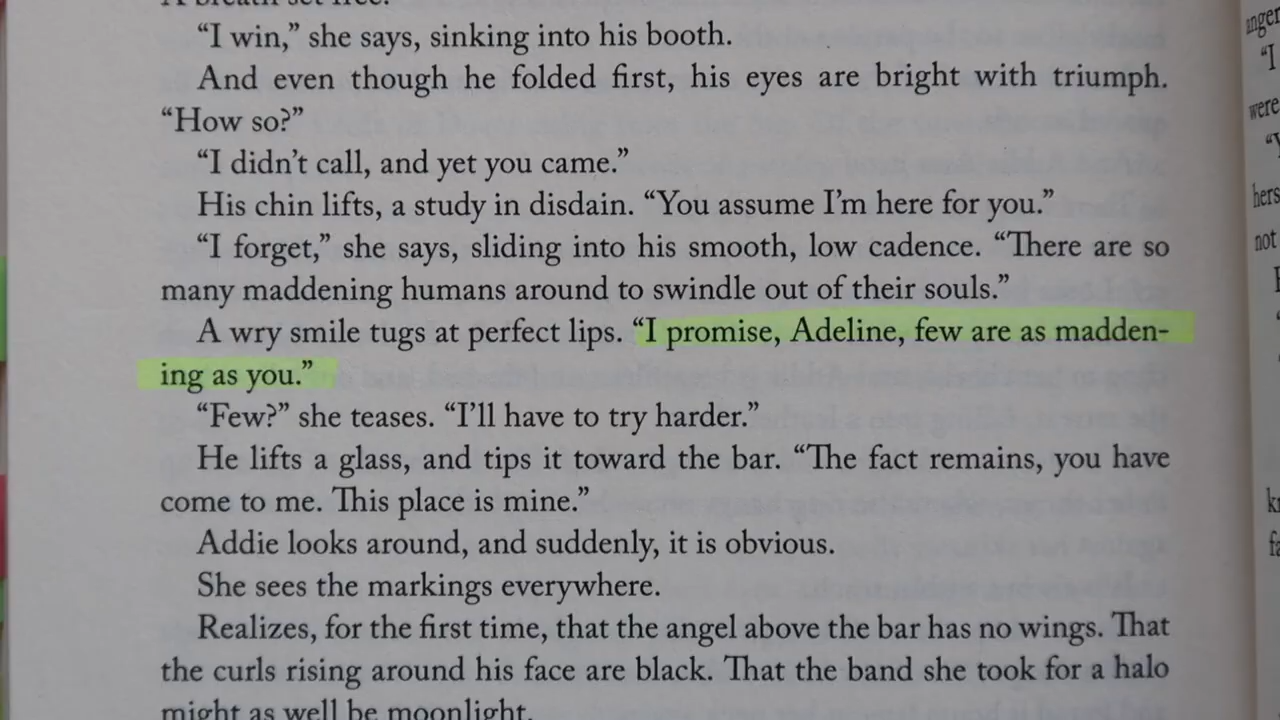 A breath set free.
“I win,” she says, sinking into his booth.
And even though he folded first, his eyes are bright with triumph.
“How so?”
“I didn’t call, and yet you came.”
His chin lifts, a study in disdain. “You assume I’m here for you.”
“I forget,” she says, sliding into his smooth, low cadence. “There are so
many maddening humans around to swindle out of their souls.”
A wry smile tugs at perfect lips. “I promise, Adeline, few are as madden-
ing as you.”
“Few?” she teases. “I’ll have to try harder.”
He lifts a glass, and tips it toward the bar. “The fact remains, you have
come to me. This place is mine.”
Addie looks around, and suddenly, it is obvious.
She sees the markings everywhere.
Realizes, for the first time, that the angel above the bar has no wings. That
the curls rising around his face are black. That the band she took for a halo
might as well be moonlight.
“I
were
hers
not